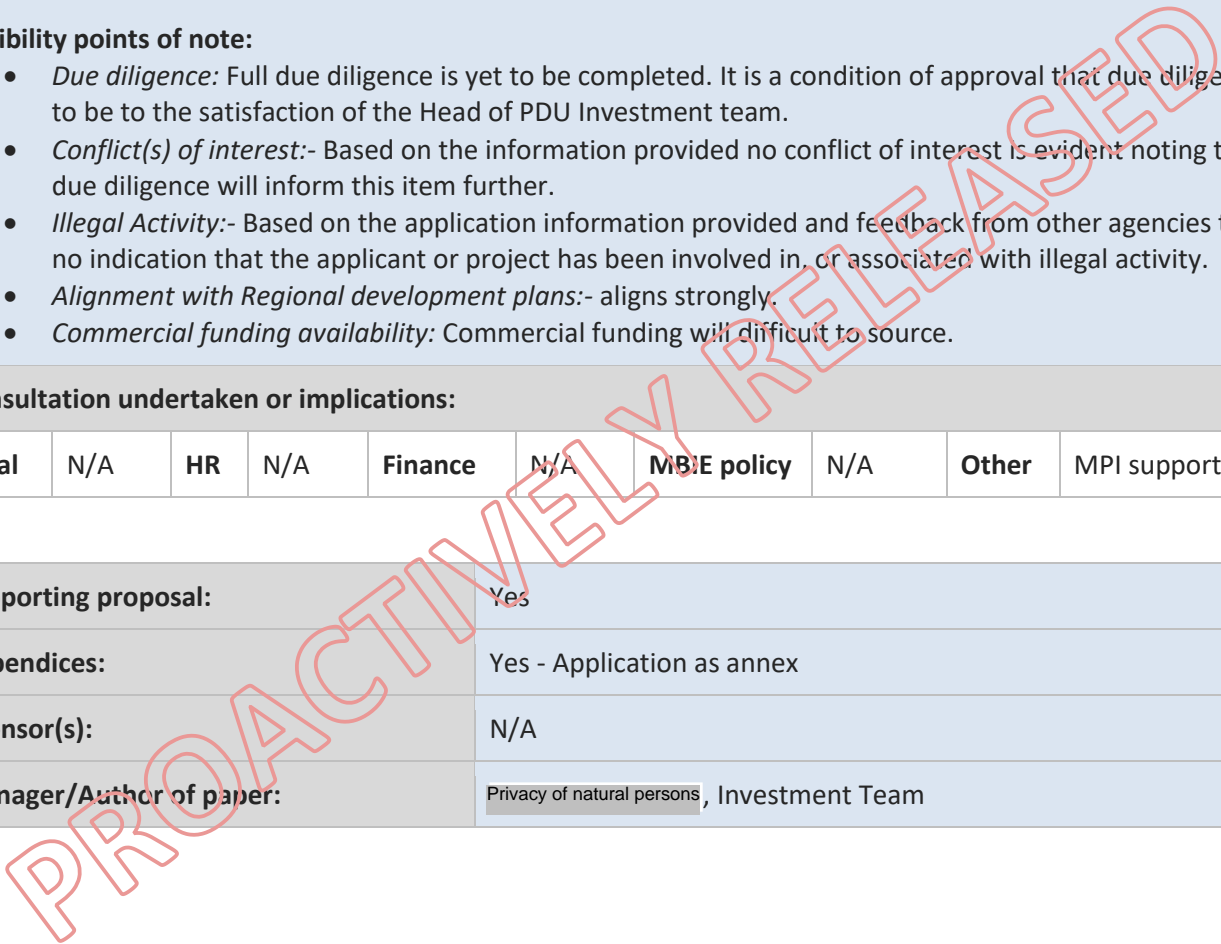 ibility points of note:
• Due diligence: Full due diligence is yet to be completed. It is a condition of approval that due dilige
to be to the satisfaction of the Head of PDU Investment team.
• Conflict(s) of interest:- Based on the information provided no conflict of interest is evident noting t
due diligence will inform this item further.
• Illegal Activity:- Based on the application information provided and feedback from other agencies t
no indication that the applicant or project has been involved in, or associated with illegal activity.
• Alignment with Regional development plans:- aligns strongly.
• Commercial funding availability: Commercial funding will difficult to source.
nsultation undertaken or implications:
al N/A HR N/A Finance N/A MBIE policy N/A Other MPI support
porting proposal: Yes
pendices: Yes - Application as annex
nsor(s): N/A
nager/Author of paper: Privacy of natural persons, Investment Team
PROACTIVELY RELEASED